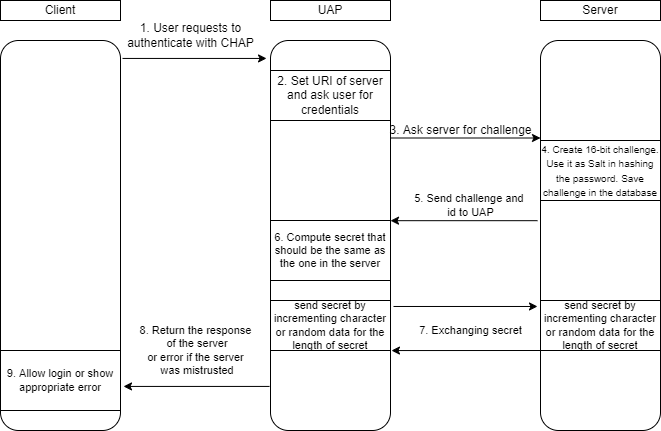 Client
UAP
Server
1. User requests to
authenticate with CHAP
2. Set URI of server
and ask user for
credentials
3. Ask server for challenge
4. Create 16-bit challenge.
Use it as Salt in hashing
the password. Save
challenge in the database
5. Send challenge and
id to UAP
6. Compute secret that
should be the same as
the one in the server
send secret by
incrementing character
or random data for the
length of secret
7. Exchanging secret
send secret by
incrementing character
or random data for the
length of secret
8. Return the response
of the server
or error if the server
was mistrusted
9. Allow login or show
appropriate error